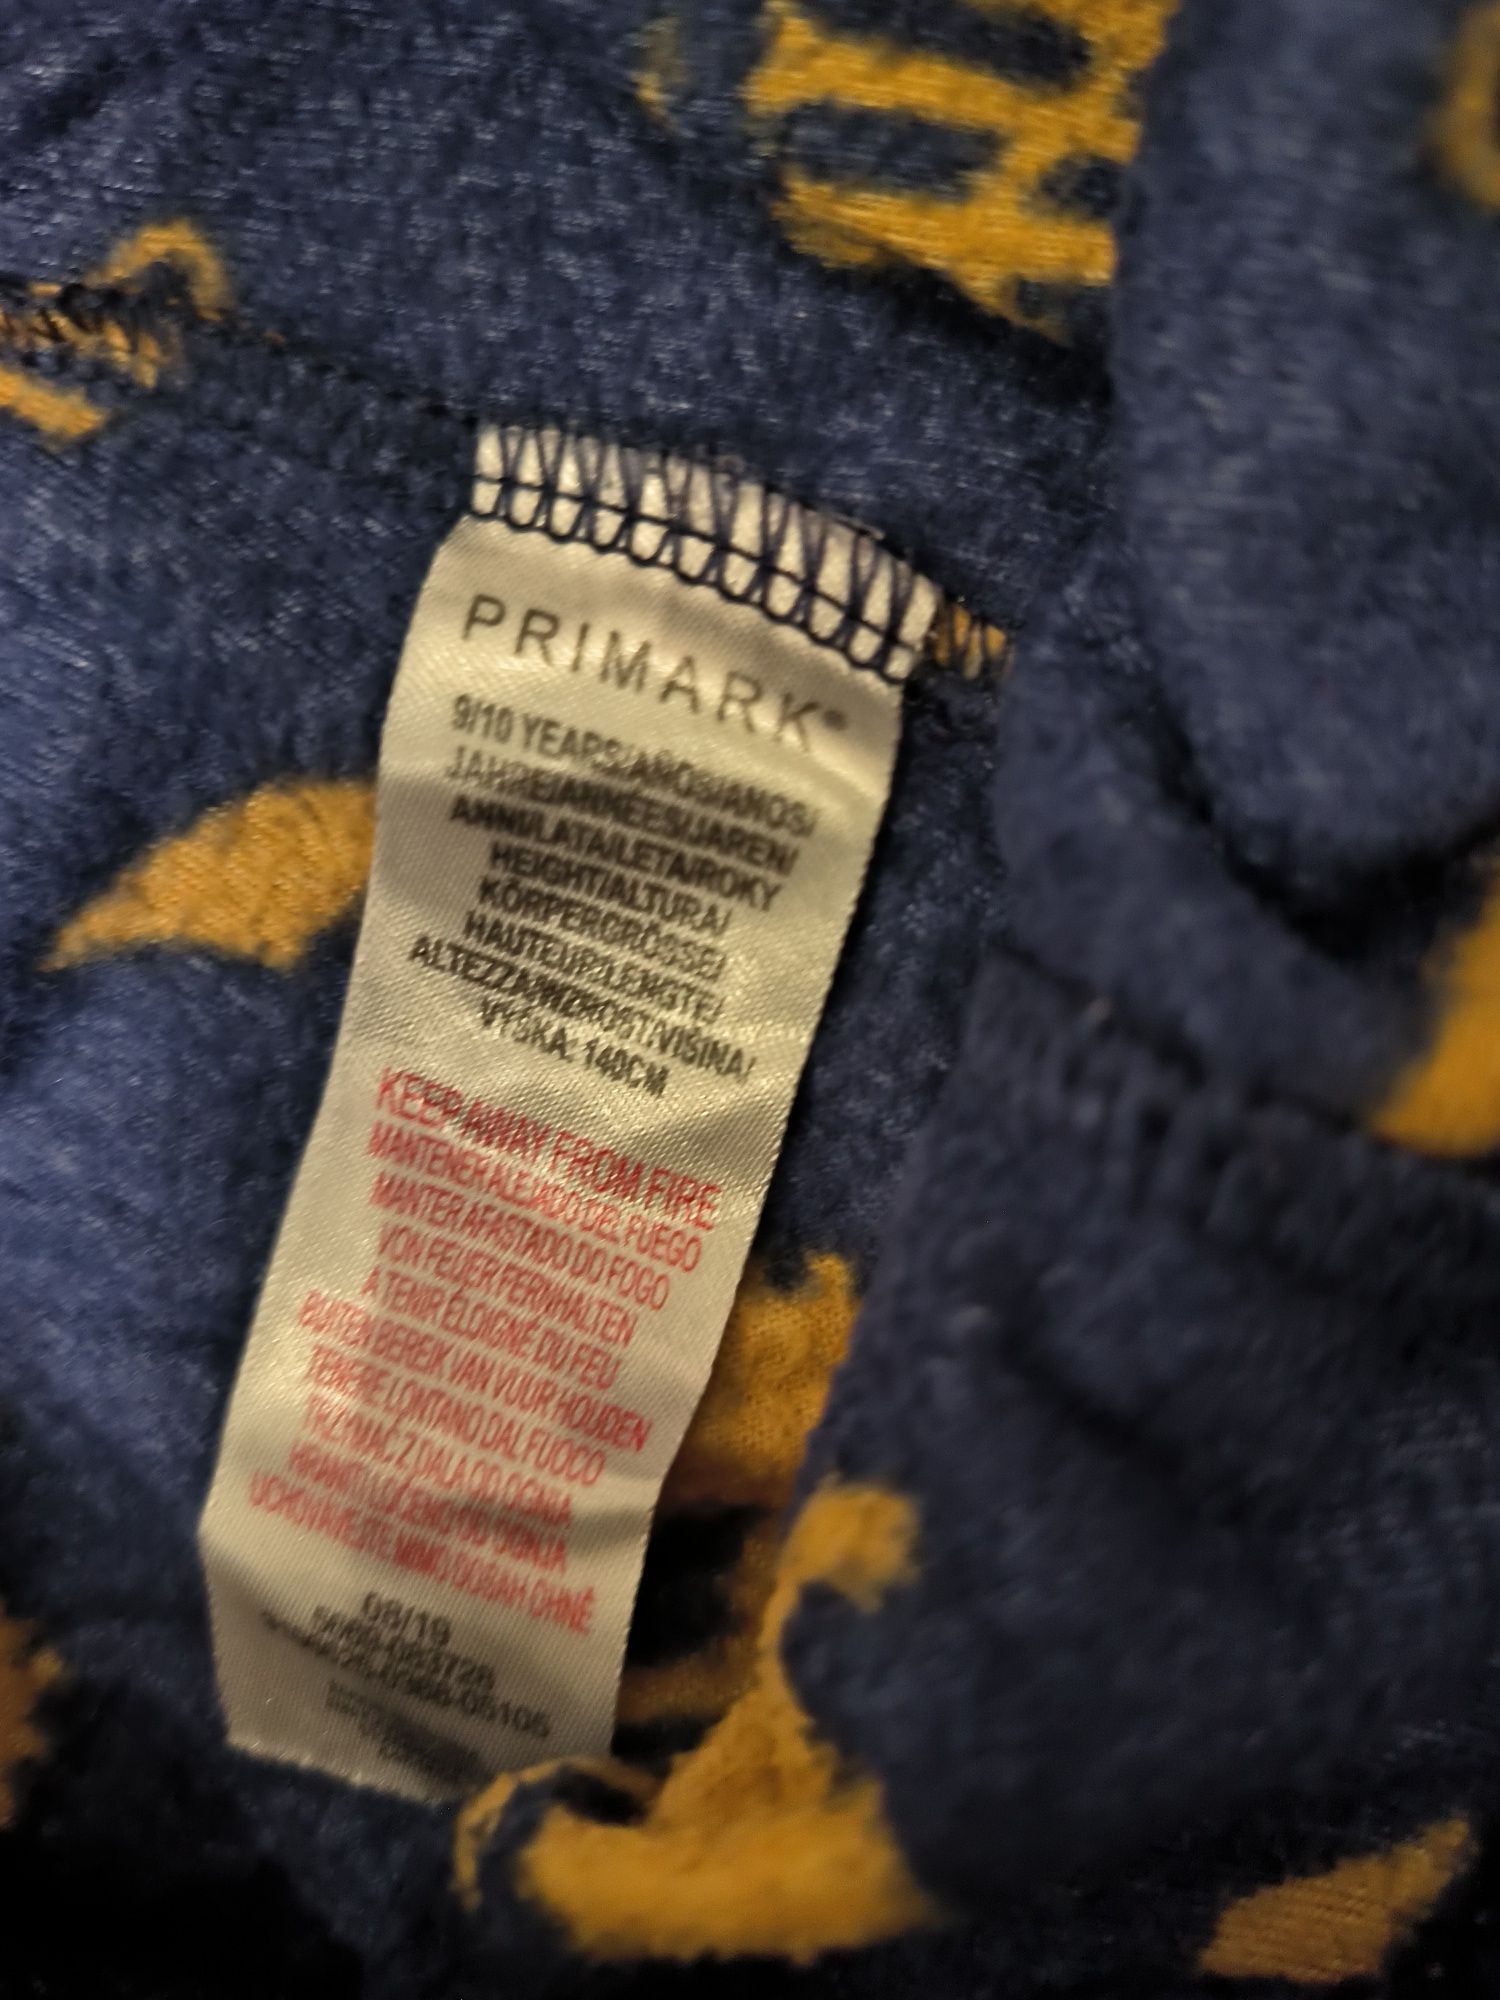 PRIMARK®
9/10 YEARS/AÑOS/ANOS/
JAHRE/ANNEES/JAREN/
ANNI/LATA/LETA/ROKY
HEIGHT/ALTURA/
KÖRPERGRÖSSE/
HAUTEUR/LENGTE/
ALTEZZA/WZROST/VIŠINA/
VÝŠKA: 140CM
KEEP AWAY FROM FIRE
MANTENER ALEJADO DEL FUEGO
MANTER AFASTADO DO FOGO
VON FEUER FERNHALTEN
A TENIR ÉLOIGNÉ DU FEU
BUITEN BEREIK VAN VUUR HOUDEN
TENERE LONTANO DAL FUOCO
TRZYMAĆ Z DALA OD OGNIA
HRANITI LOČENO OD OGNJA
UCHOVÁVEJTE MIMO DOSAH OHNĚ
08/19